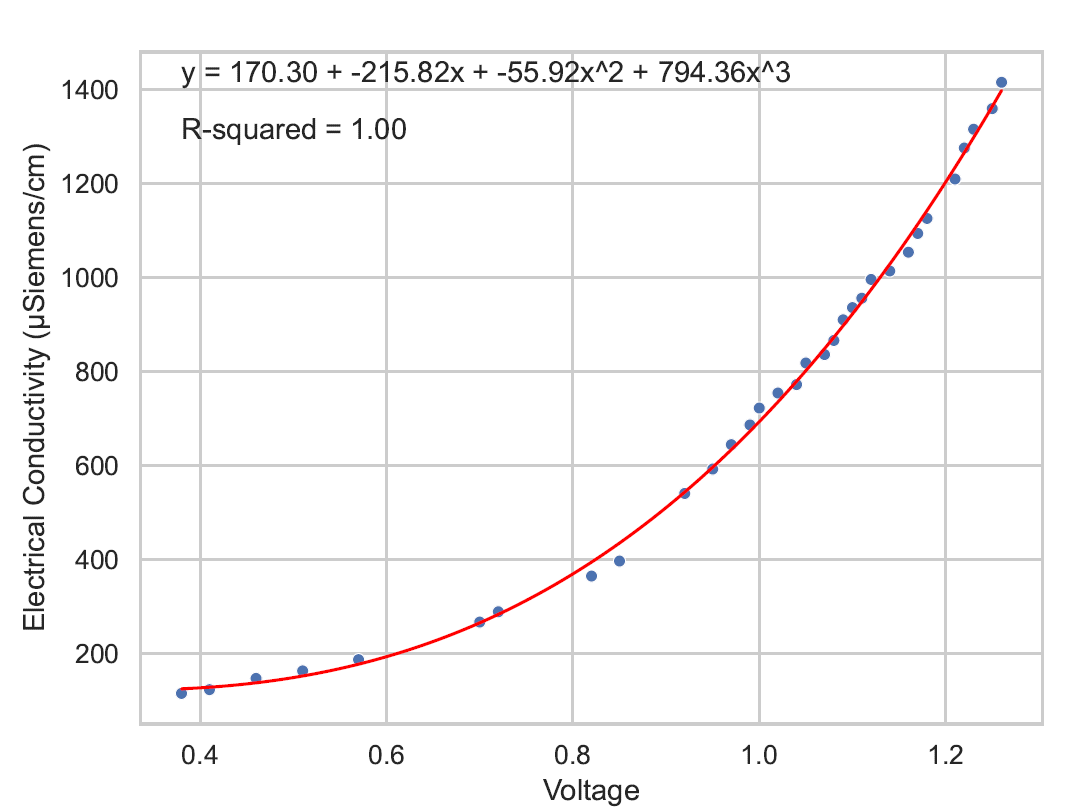 y = 170.30 + -215.82x + -55.92x^2 + 794.36x^3
R-squared = 1.00
Electrical Conductivity (μSiemens/cm)
1400
1200
1000
800
600
400
200
0.4 0.6 0.8 1.0 1.2
Voltage